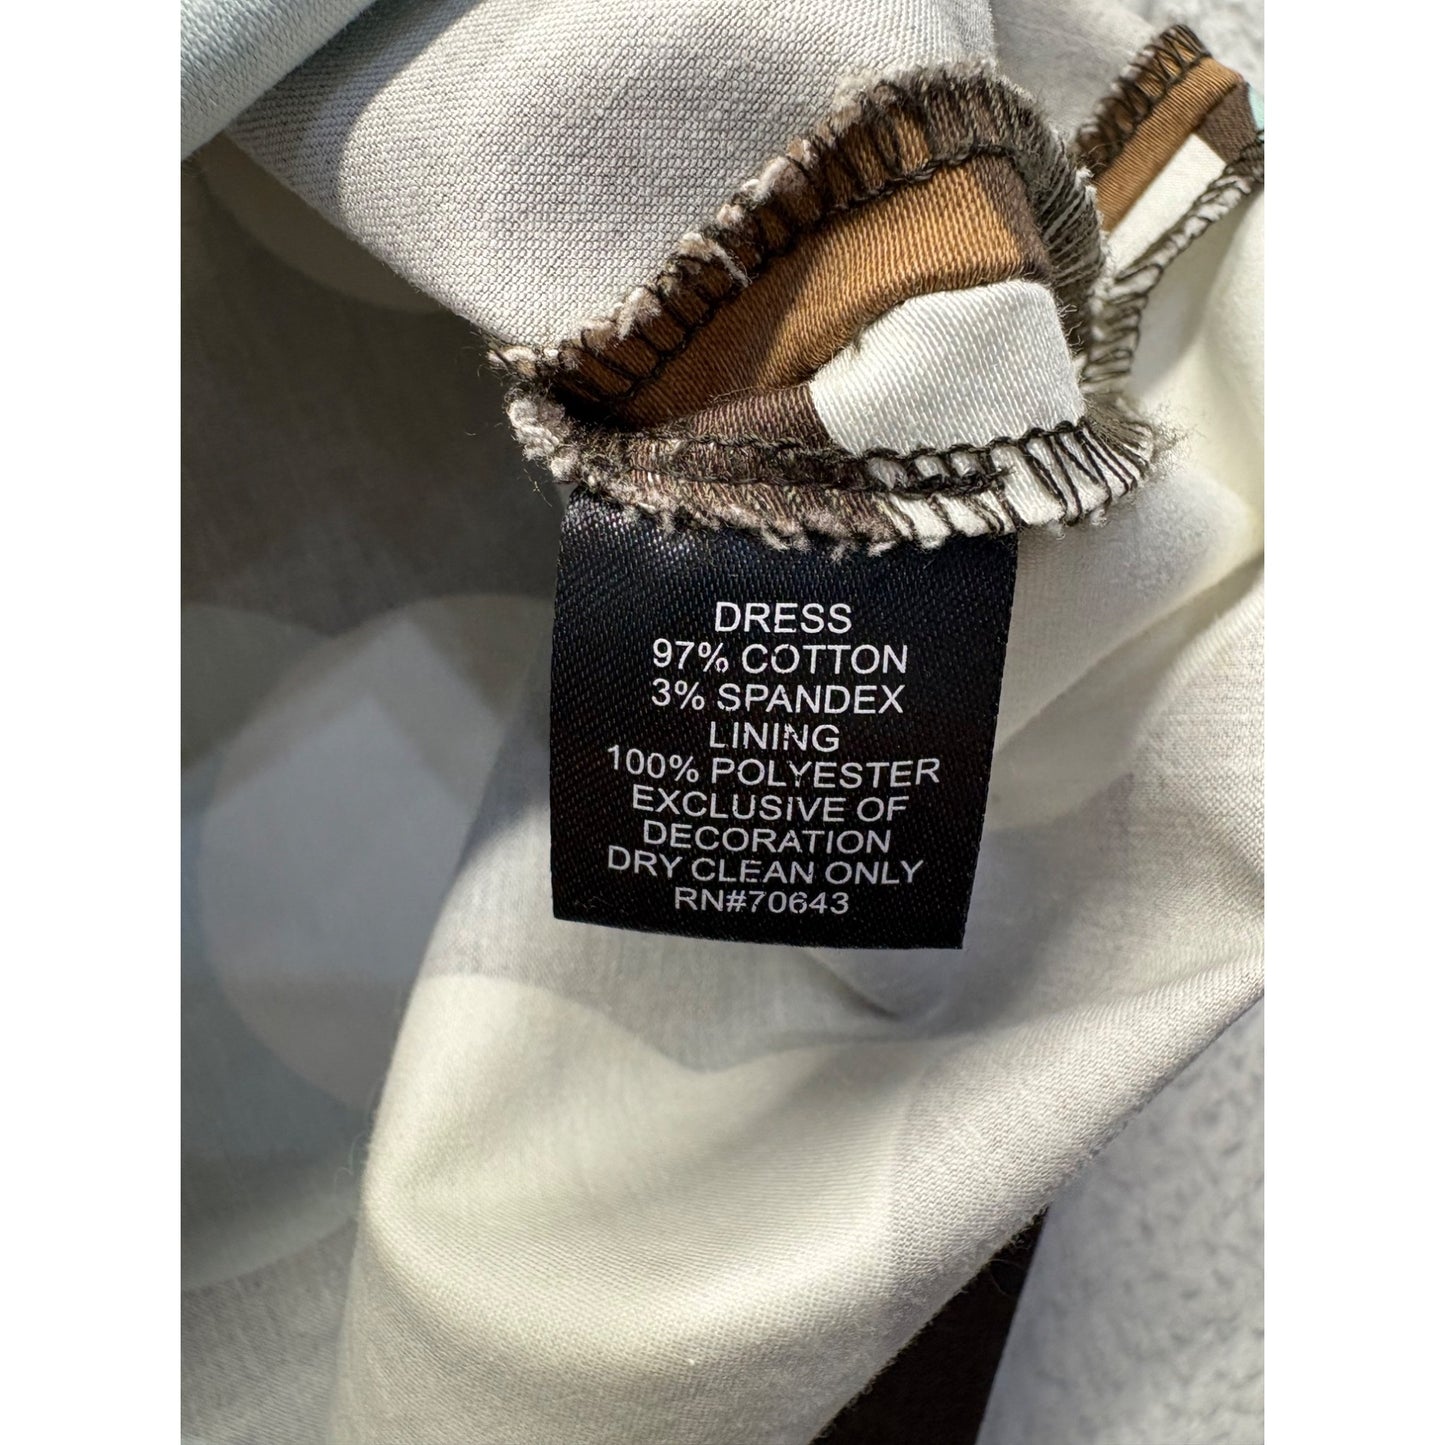 DRESS
97% COTTON
3% SPANDEX
LINING
100% POLYESTER
EXCLUSIVE OF
DECORATION
DRY CLEAN ONLY
RN#70643